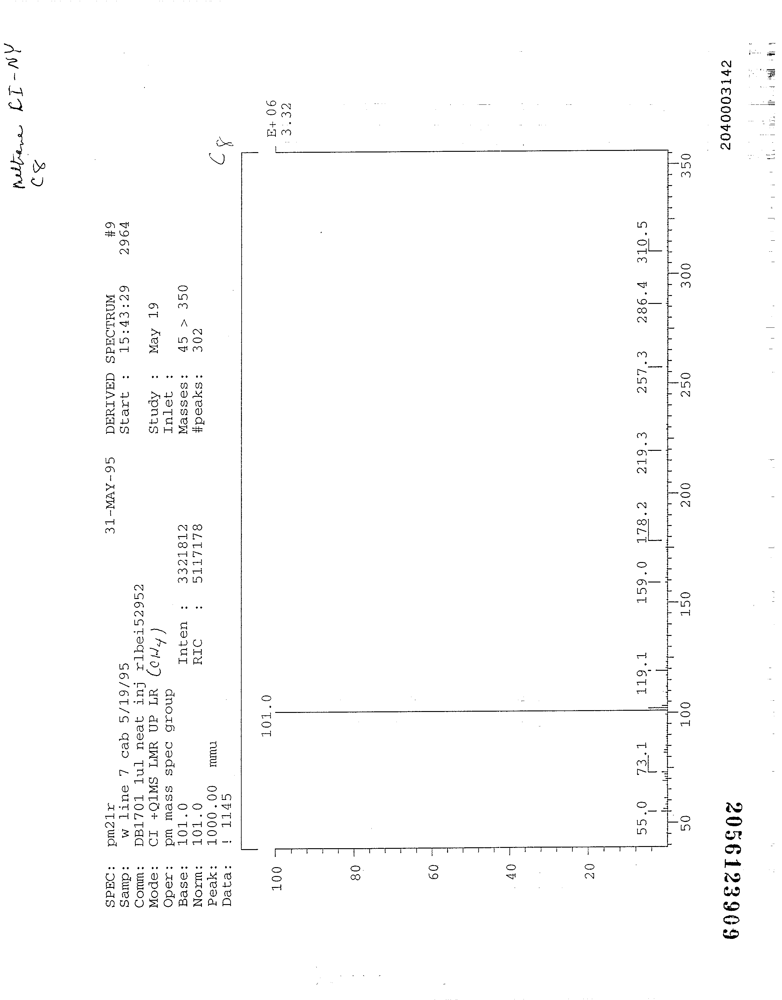 C8
SPEC: pm21r 31-MAY-95 DERIVED SPECTRUM #9
Samp: w line 7 cab 5/19/95 Start : 15:43:29 2964
Comm: DB1701 1ul neat inj rlbei52952
Mode: CI +Q1MS LMR UP LR (CH4) Study : May 19
Oper: pm mass spec group Inlet :
Base: 101.0 Inten : 3321812 Masses: 45 > 350
Norm: 101.0 RIC : 5117178 #peaks: 302
Peak: 1000.00 mmu
Data: ! 1145
C8
E+ 06
3.32
101.0
100
80
60
40
20
55.0 73.1 119.1 159.0 178.2 219.3 257.3 286.4 310.5
50 100 150 200 250 300 350
2040003142
2056123909